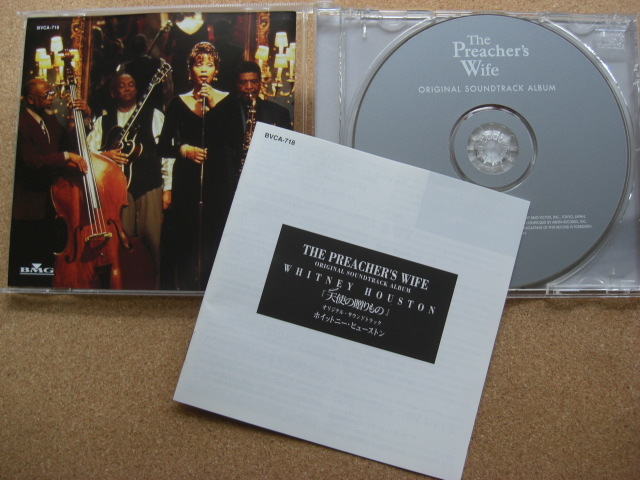 BVCA-718
BMG
The
Preacher's
Wife
ORIGINAL SOUNDTRACK ALBUM
BVCA-718
THE PREACHER'S WIFE
ORIGINAL SOUNDTRACK ALBUM
WHITNEY HOUSTON
「天使の贈りもの」
オリジナル・サウンドトラック
ホイットニー・ヒューストン